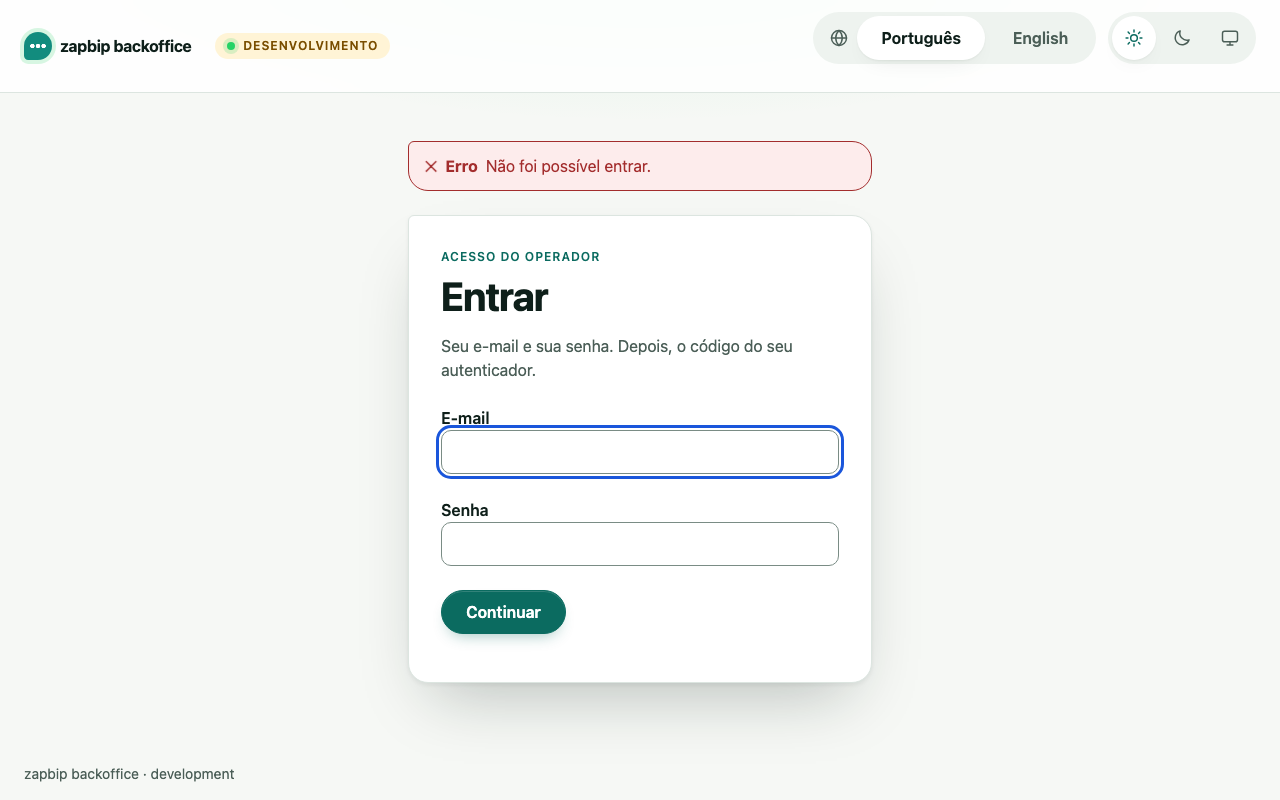 zapbip backoffice
DESENVOLVIMENTO
Português
English
Erro Não foi possível entrar.
ACESSO DO OPERADOR
Entrar
Seu e-mail e sua senha. Depois, o código do seu
autenticador.
E-mail
Senha
Continuar
zapbip backoffice · development